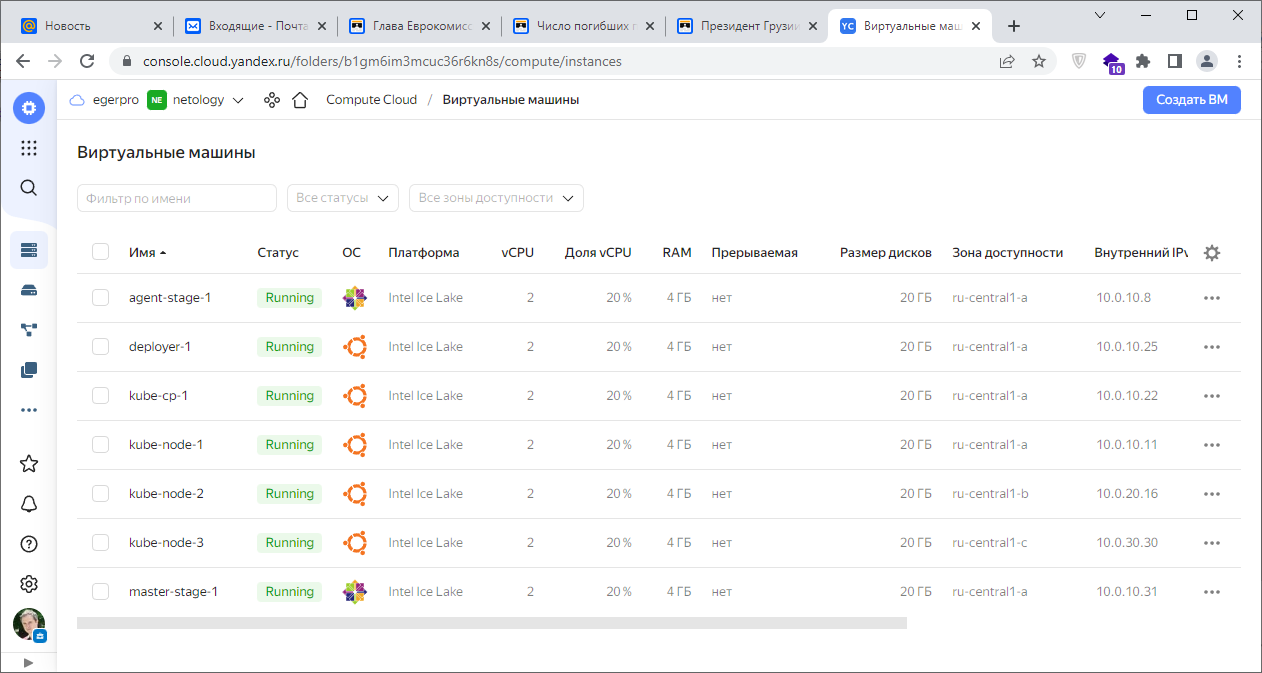 Новость
Входящие - Почта
Глава Еврокомисс
Число погибших г
Президент Грузии
YC Виртуальные маш
console.cloud.yandex.ru/folders/b1gm6im3mcuc36r6kn8s/compute/instances
10
egerpro NE netology Compute Cloud / Виртуальные машины Создать ВМ
Виртуальные машины
Фильтр по имени Все статусы Все зоны доступности
Имя Статус ОС Платформа vCPU Доля vCPU RAM Прерываемая Размер дисков Зона доступности Внутренний IPv
agent-stage-1 Running Intel Ice Lake 2 20 % 4 ГБ нет 20 ГБ ru-central1-a 10.0.10.8
deployer-1 Running Intel Ice Lake 2 20 % 4 ГБ нет 20 ГБ ru-central1-a 10.0.10.25
kube-cp-1 Running Intel Ice Lake 2 20 % 4 ГБ нет 20 ГБ ru-central1-a 10.0.10.22
kube-node-1 Running Intel Ice Lake 2 20 % 4 ГБ нет 20 ГБ ru-central1-a 10.0.10.11
kube-node-2 Running Intel Ice Lake 2 20 % 4 ГБ нет 20 ГБ ru-central1-b 10.0.20.16
kube-node-3 Running Intel Ice Lake 2 20 % 4 ГБ нет 20 ГБ ru-central1-c 10.0.30.30
master-stage-1 Running Intel Ice Lake 2 20 % 4 ГБ нет 20 ГБ ru-central1-a 10.0.10.31